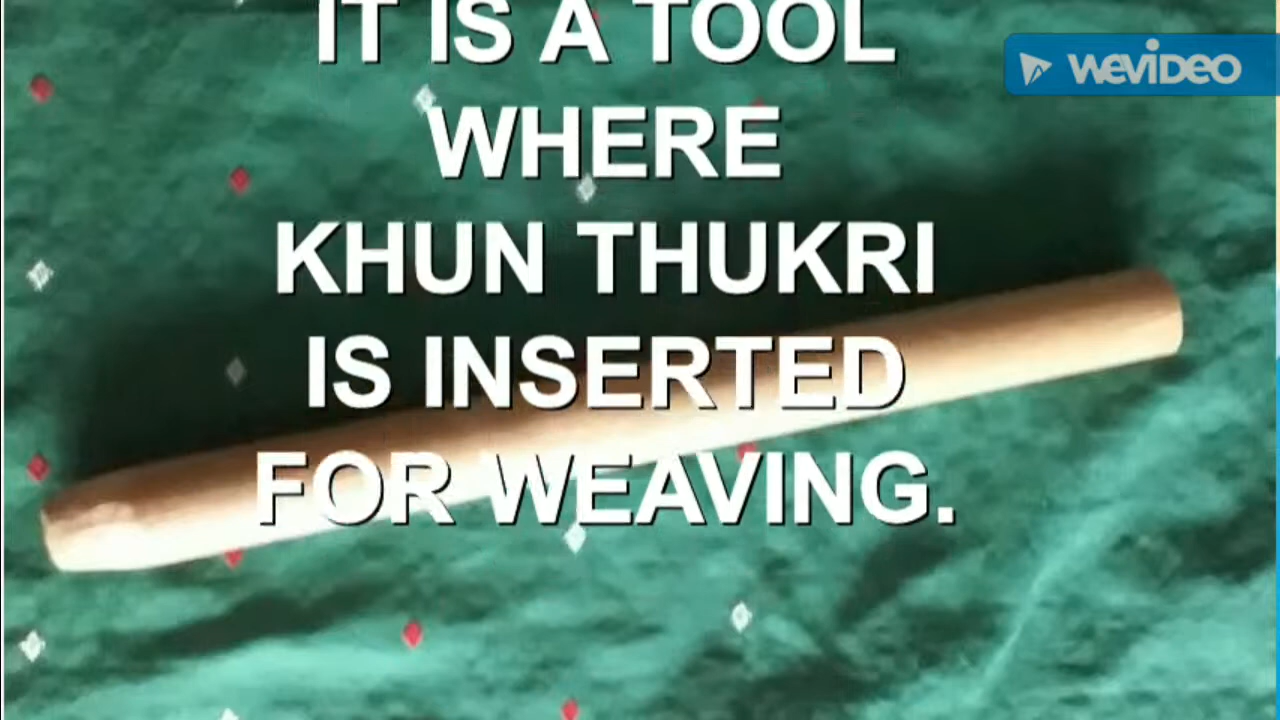 IT IS A TOOL
WEVIDEO
WHERE
KHUN THUKRI
IS INSERTED
FOR WEAVING.